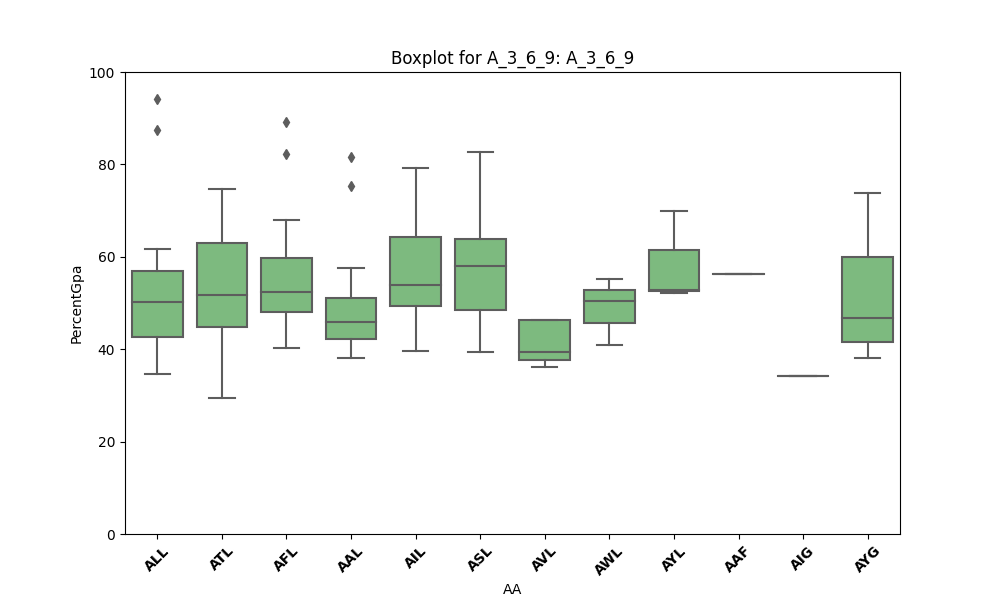 Boxplot for A_3_6_9: A_3_6_9
100
80
60
40
20
0
PercentGpa
ALL
ATL
AFL
AAL
AIL
ASL
AVL
AWL
AYL
AAF
AIG
AYG
AA